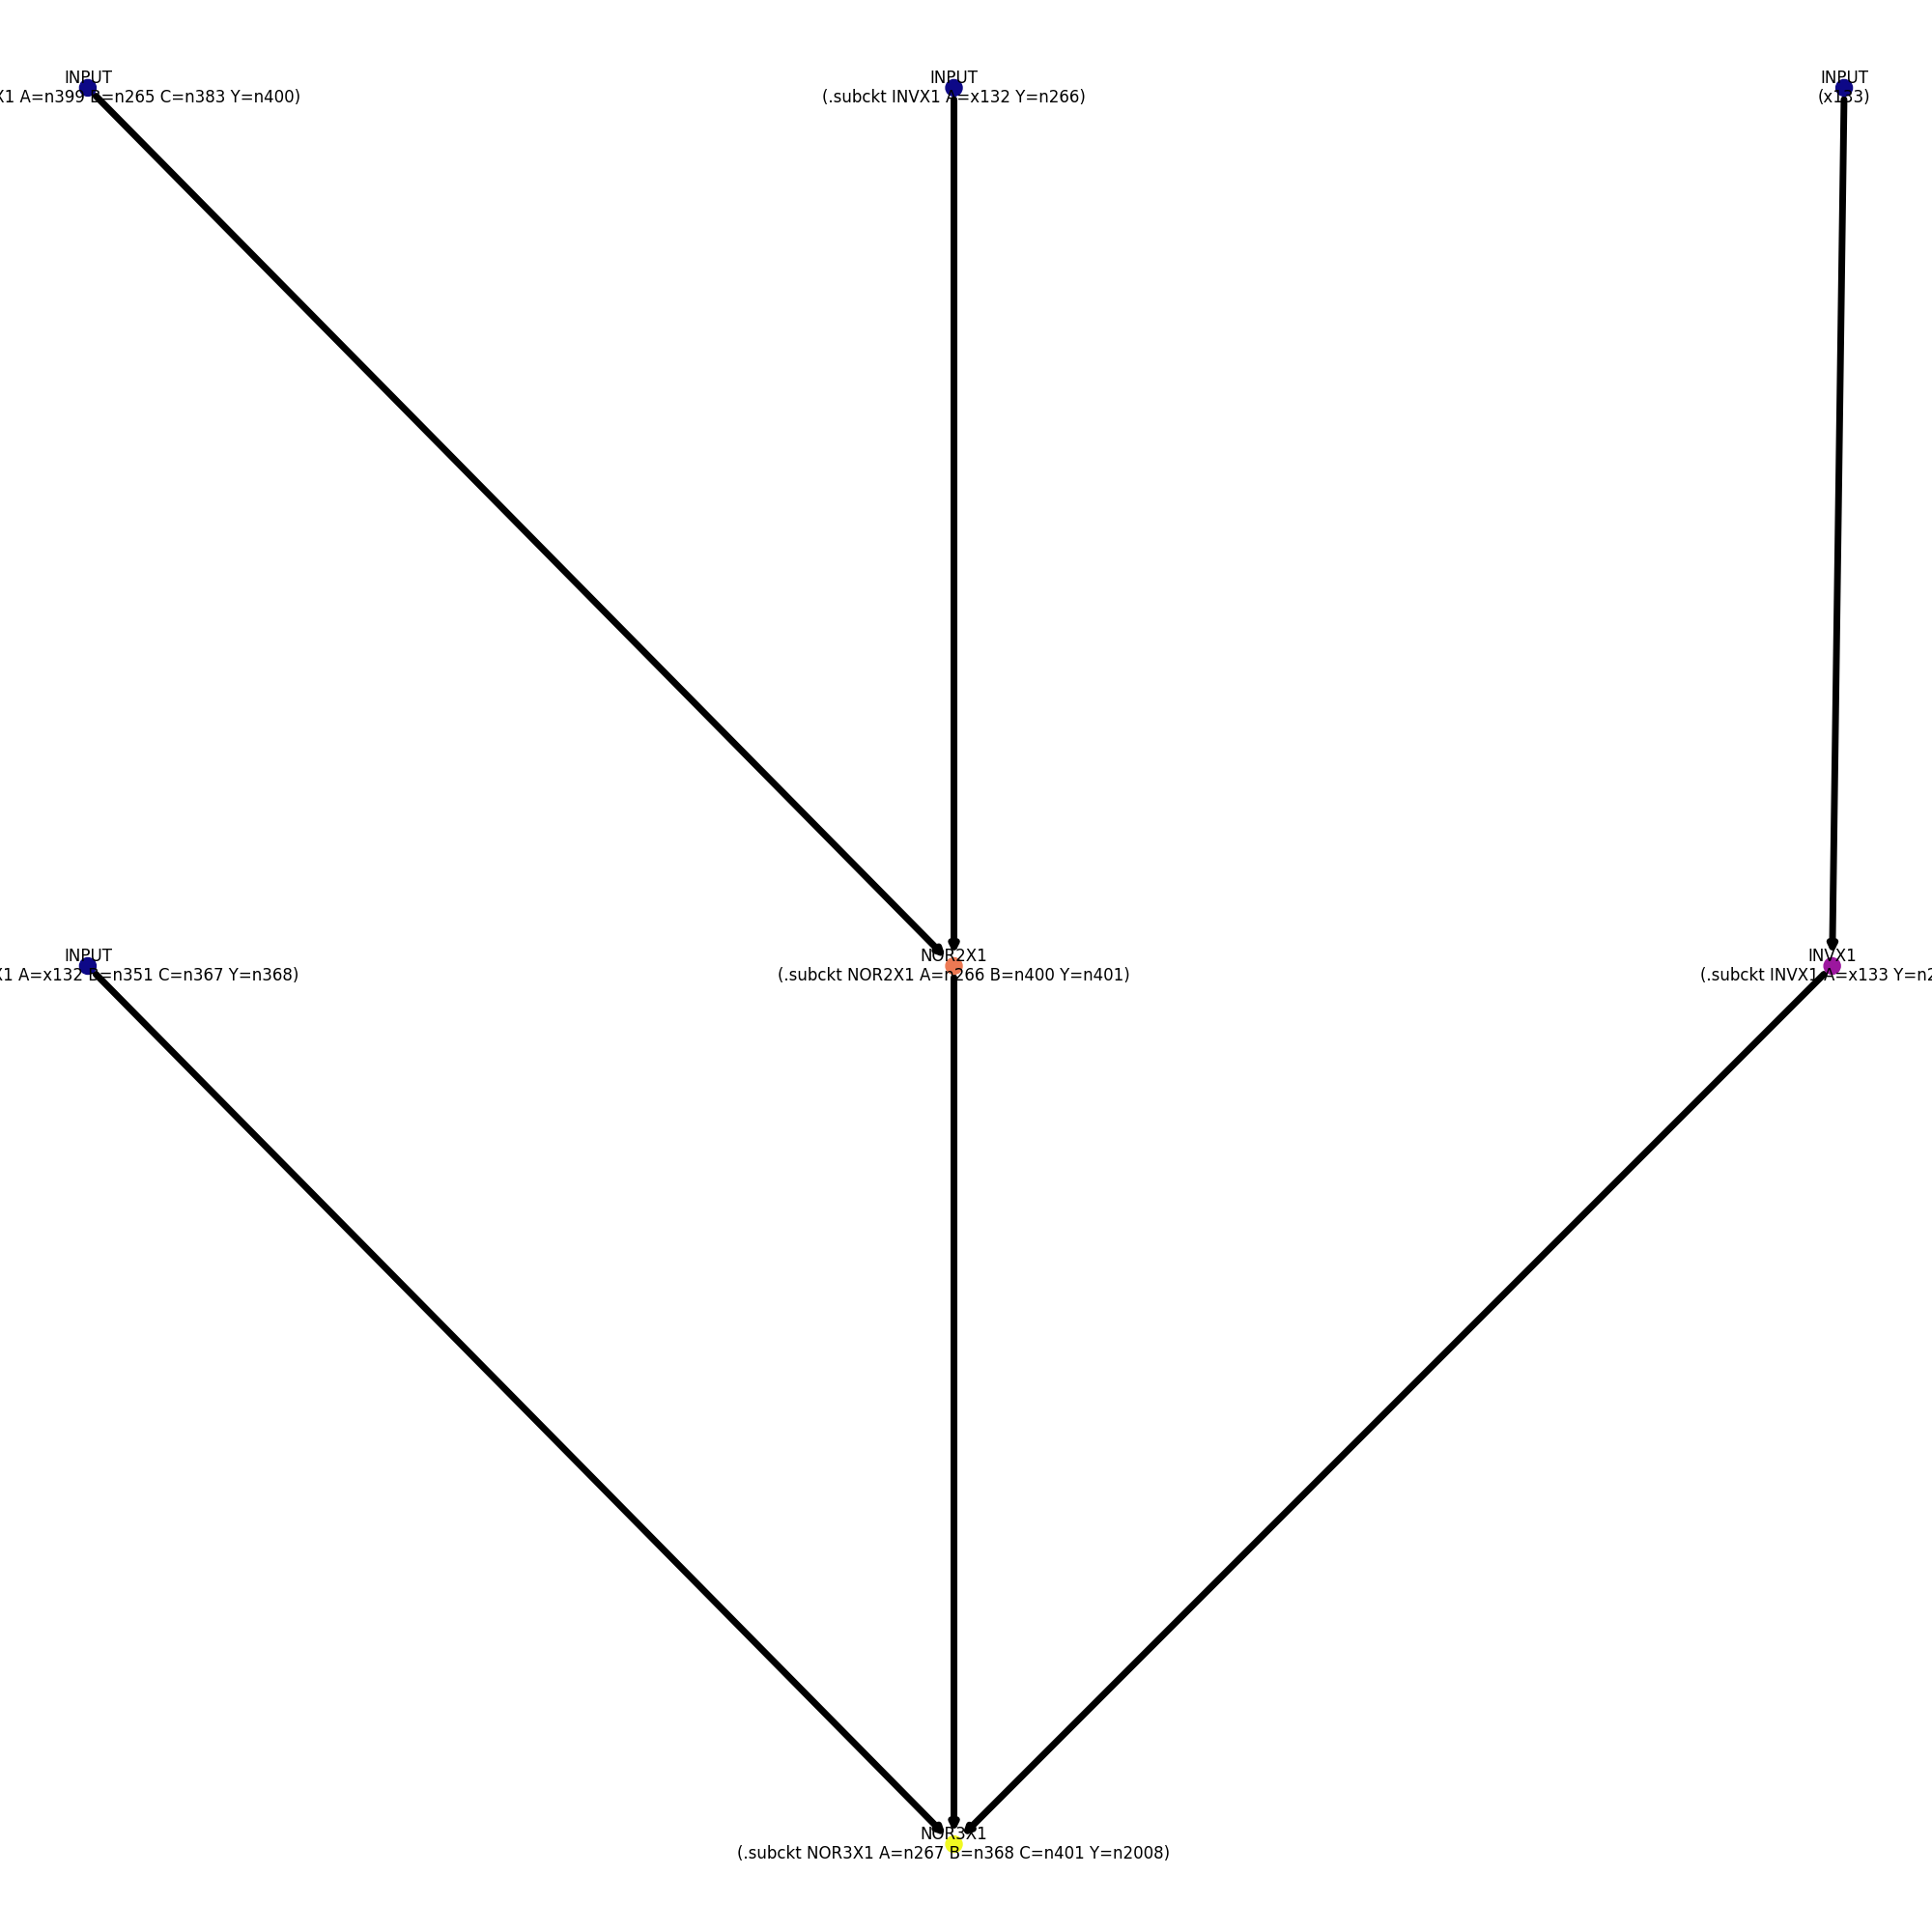 INPUT
X1 A=n399 B=n265 C=n383 Y=n400)
INPUT
(.subckt INVX1 A=x132 Y=n266)
INPUT
(x133)
INPUT
X1 A=x132 B=n351 C=n367 Y=n368)
NOR2X1
(.subckt NOR2X1 A=n266 B=n400 Y=n401)
INVX1
(.subckt INVX1 A=x133 Y=n2
NOR3X1
(.subckt NOR3X1 A=n267 B=n368 C=n401 Y=n2008)